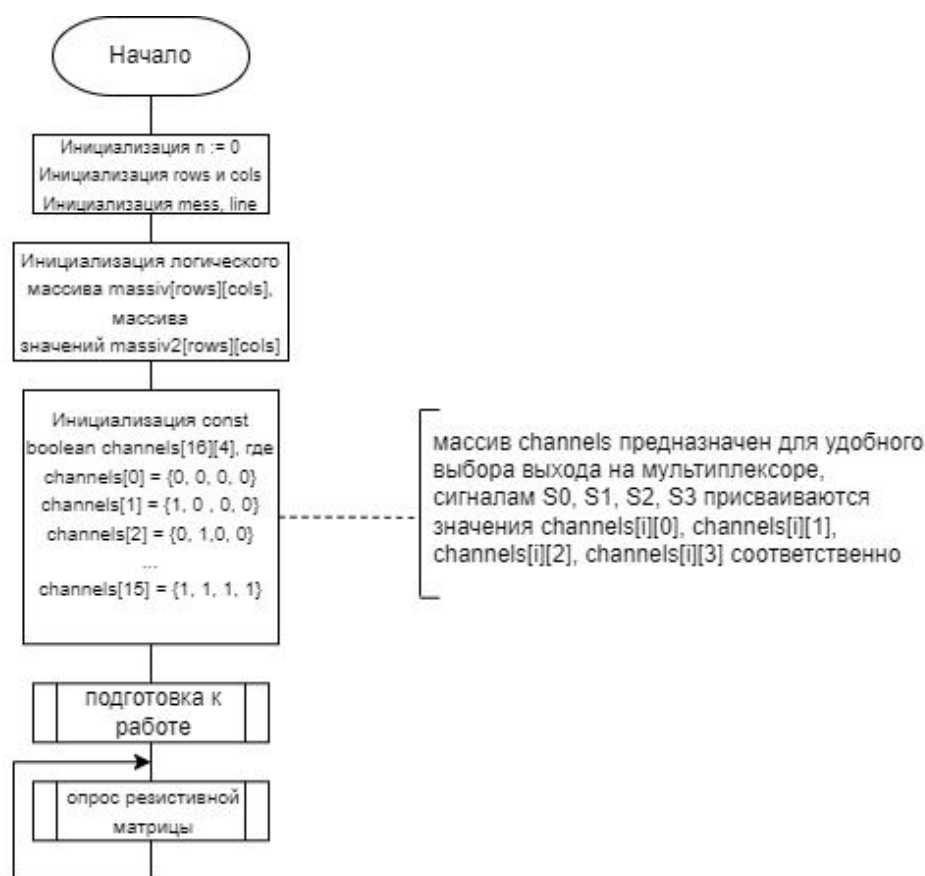 Начало
Инициализация n := 0
Инициализация rows и cols
Инициализация mess, line
Инициализация логического
массива massiv[rows][cols],
массива
значений massiv2[rows][cols]
Инициализация const
boolean channels[16][4], где
channels[0] = {0, 0, 0, 0}
channels[1] = {1, 0 , 0, 0}
channels[2] = {0, 1,0, 0}
...
channels[15] = {1, 1, 1, 1}
массив channels предназначен для удобного
выбора выхода на мультиплексоре,
сигналам S0, S1, S2, S3 присваиваются
значения channels[i][0], channels[i][1],
channels[i][2], channels[i][3] соответственно
подготовка к
работе
опрос резистивной
матрицы